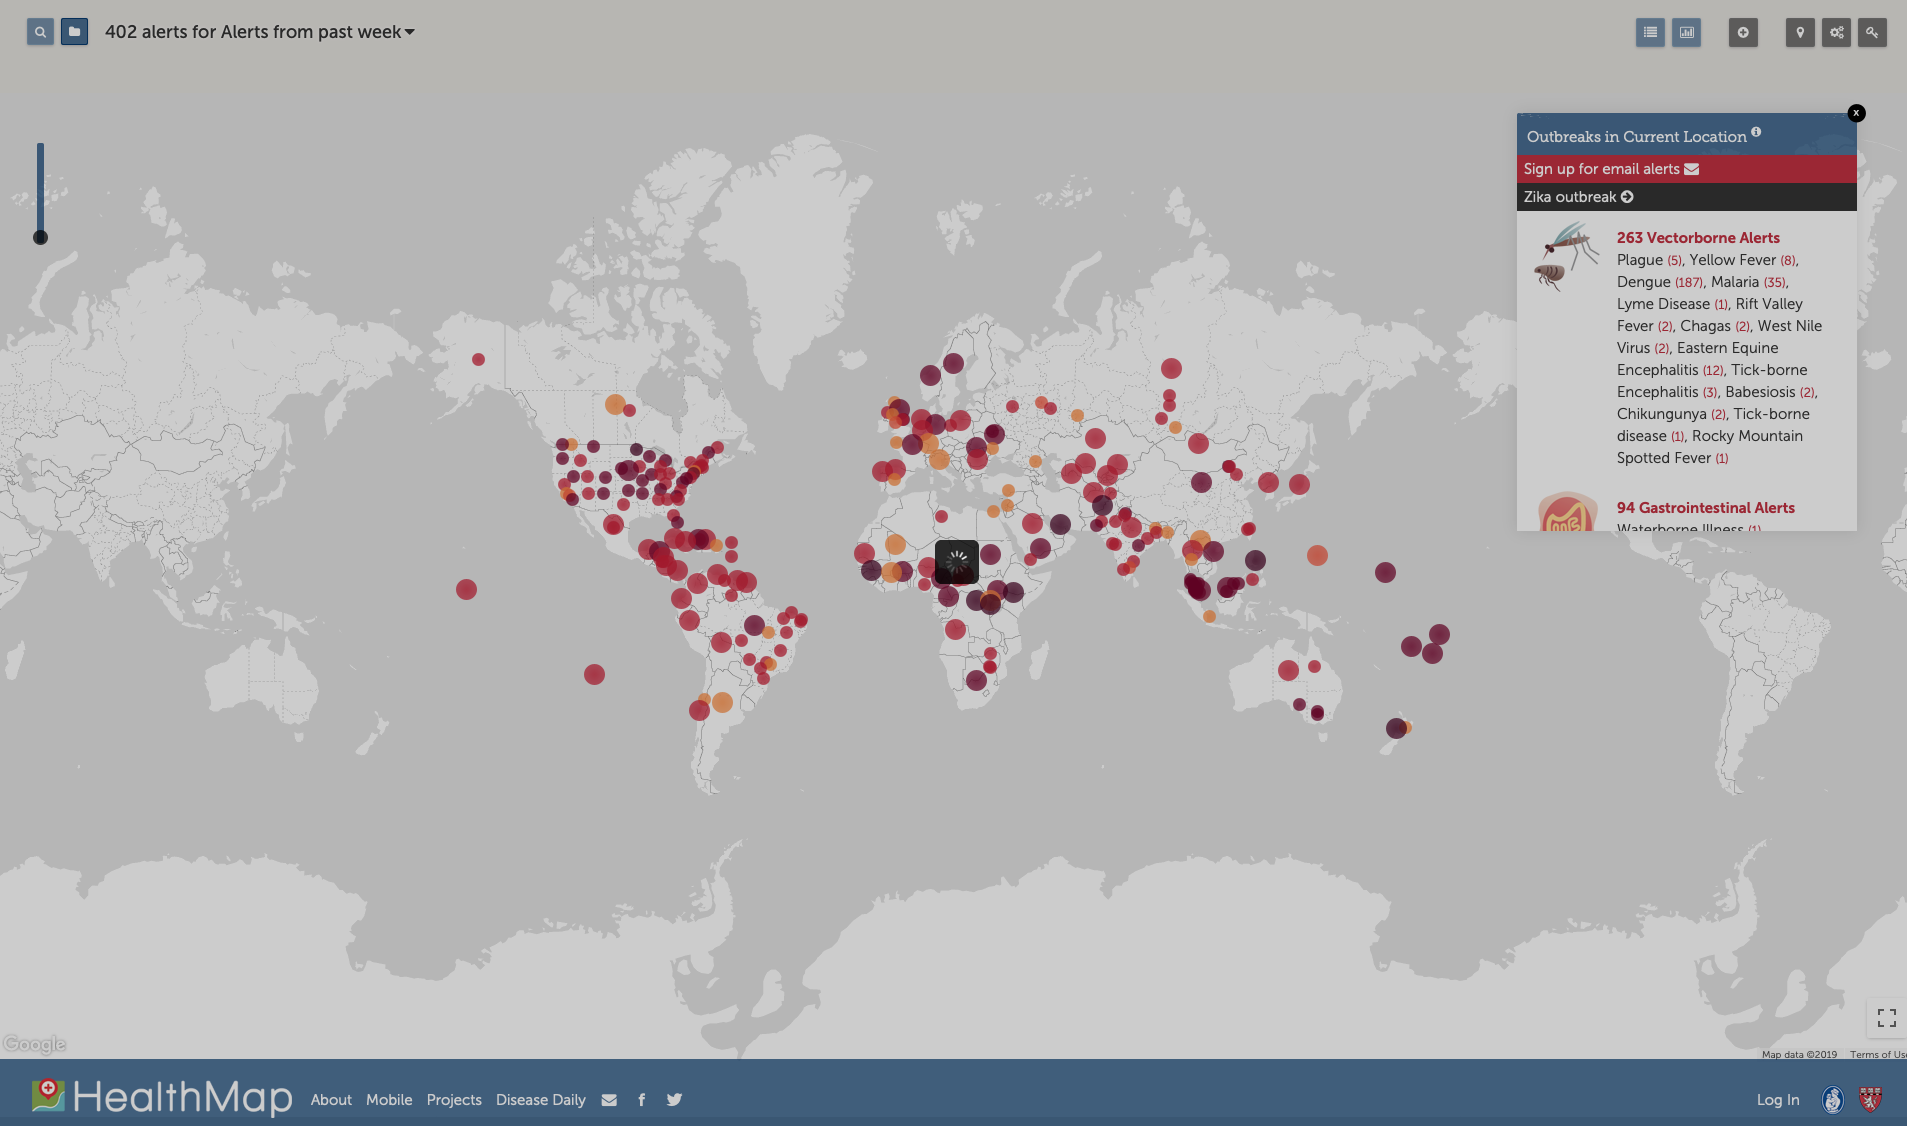 402 alerts for Alerts from past week
x
Outbreaks in Current Location
Sign up for email alerts
Zika outbreak
263 Vectorborne Alerts
Plague (5), Yellow Fever (8),
Dengue (187), Malaria (35),
Lyme Disease (1), Rift Valley
Fever (2), Chagas (2), West Nile
Virus (2), Eastern Equine
Encephalitis (12), Tick-borne
Encephalitis (3), Babesiosis (2),
Chikungunya (2), Tick-borne
disease (1), Rocky Mountain
Spotted Fever (1)
94 Gastrointestinal Alerts
Waterborne Illness (1)
Google
Map data ©2019 Terms of Use
HealthMap
About Mobile Projects Disease Daily
Log In